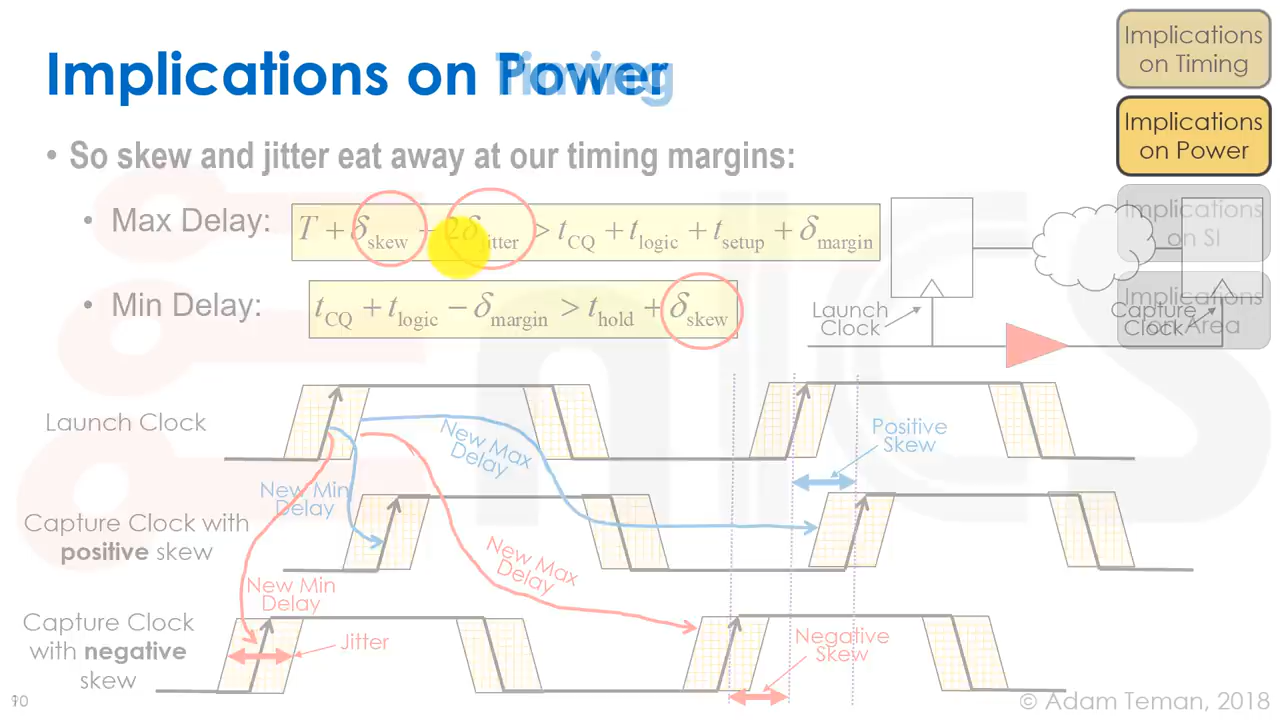 Implications on Power
Timing
Implications
on Timing
Implications
on Power
Implications
on SI
Implications
on Area
• So skew and jitter eat away at our timing margins:
• Max Delay: T + δskew - 2δjitter > tCQ + tlogic + tsetup + δmargin
• Min Delay: tCQ + tlogic - δmargin > thold + δskew
Launch
Clock
Capture
Clock
Launch Clock
New Max
Delay
Positive
Skew
New Min
Delay
Capture Clock with
positive skew
New Max
Delay
New Min
Delay
Capture Clock
with negative
skew
Jitter
Negative
Skew
© Adam Teman, 2018